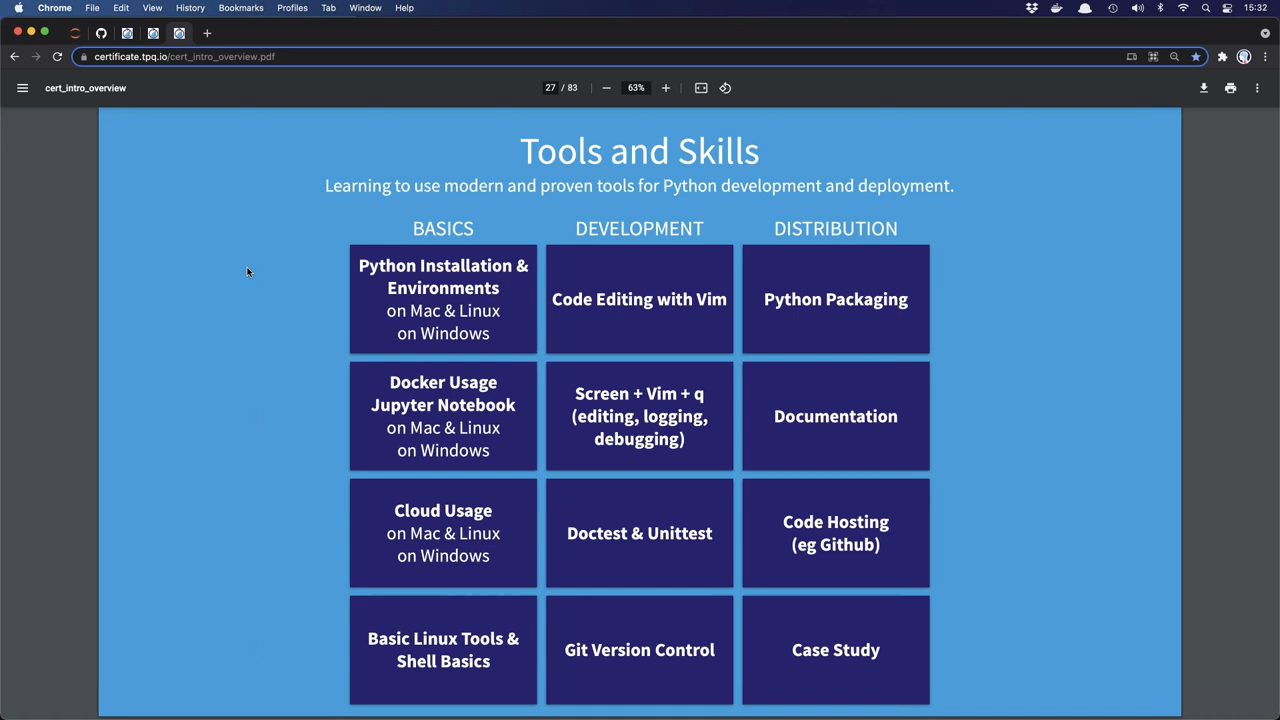 Chrome File Edit View History Bookmarks Profiles Tab Window Help 15:32
certificate.tpq.io/cert_intro_overview.pdf
cert_intro_overview 27 / 83 63%
Tools and Skills
Learning to use modern and proven tools for Python development and deployment.
BASICS DEVELOPMENT DISTRIBUTION
Python Installation &
Environments
on Mac & Linux
on Windows
Code Editing with Vim
Python Packaging
Docker Usage
Jupyter Notebook
on Mac & Linux
on Windows
Screen + Vim + q
(editing, logging,
debugging)
Documentation
Cloud Usage
on Mac & Linux
on Windows
Doctest & Unittest
Code Hosting
(eg Github)
Basic Linux Tools &
Shell Basics
Git Version Control
Case Study